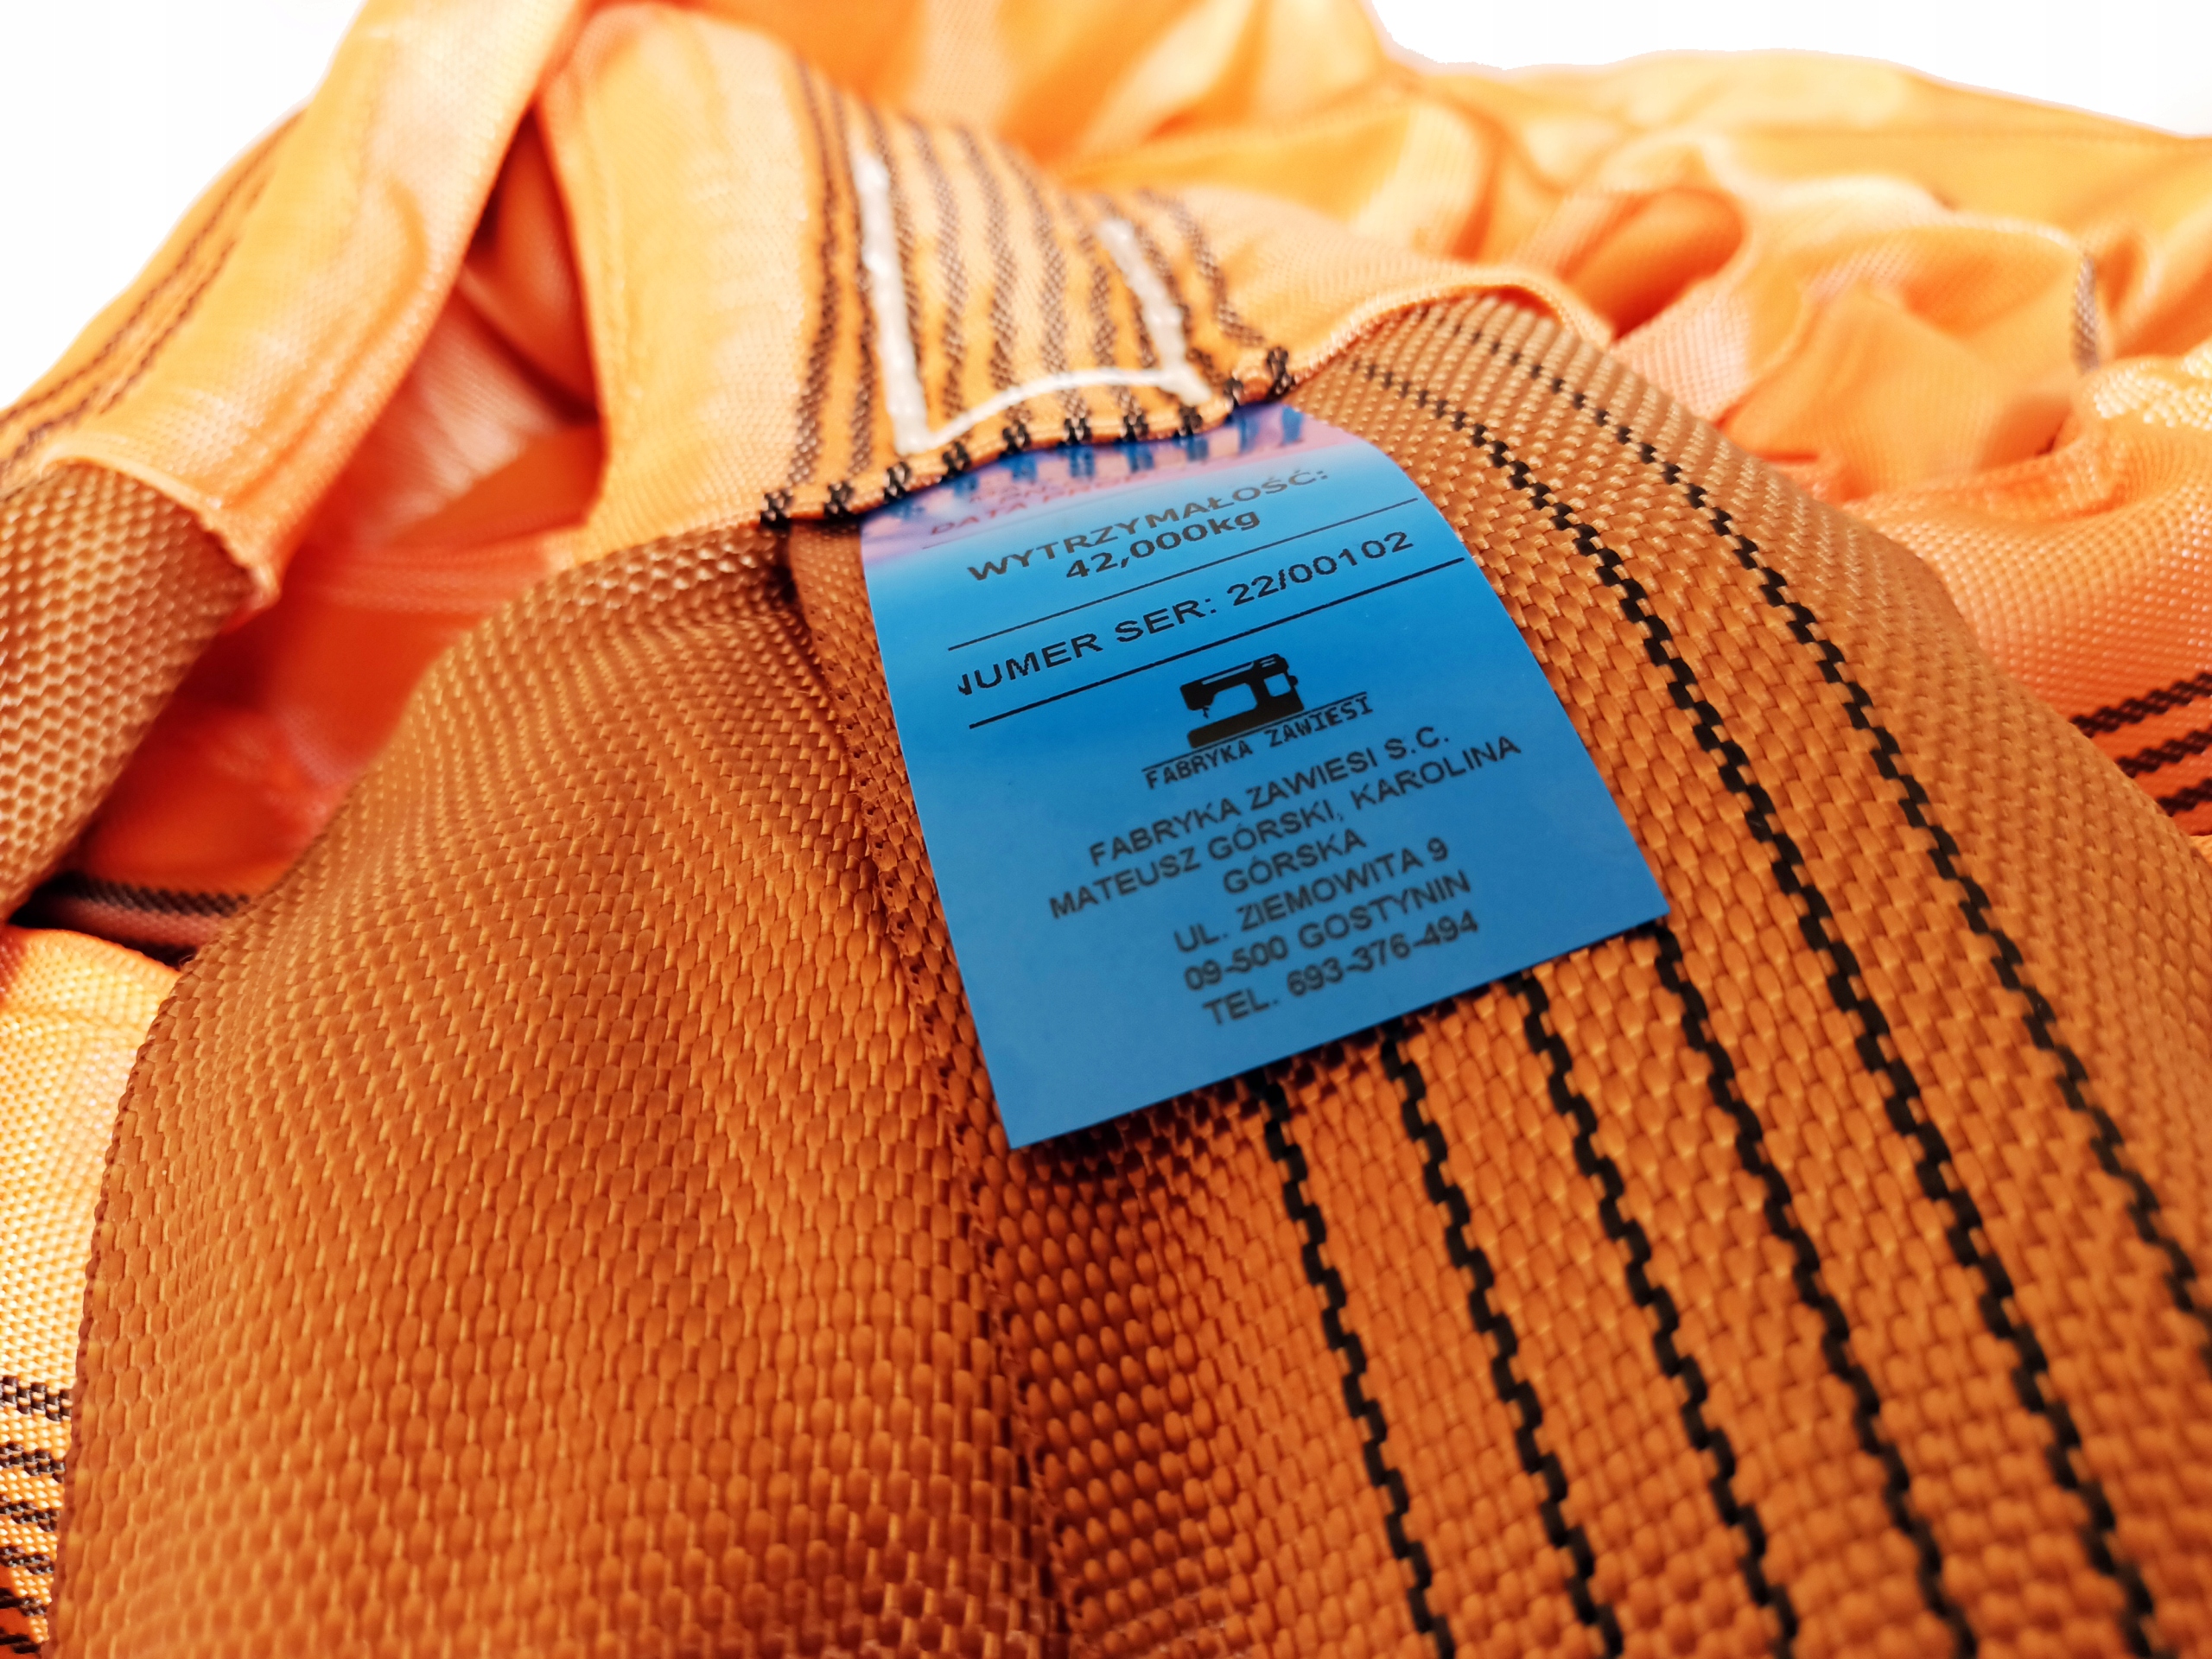 WYTRZYMAŁOŚĆ:
42,000kg
NUMER SER: 22/00102
FABRYKA ZAWIESI
FABRYKA ZAWIESI S.C.
MATEUSZ GÓRSKI, KAROLINA
GÓRSKA
UL. ZIEMOWITA 9
09-500 GOSTYNIN
TEL. 693-376-494